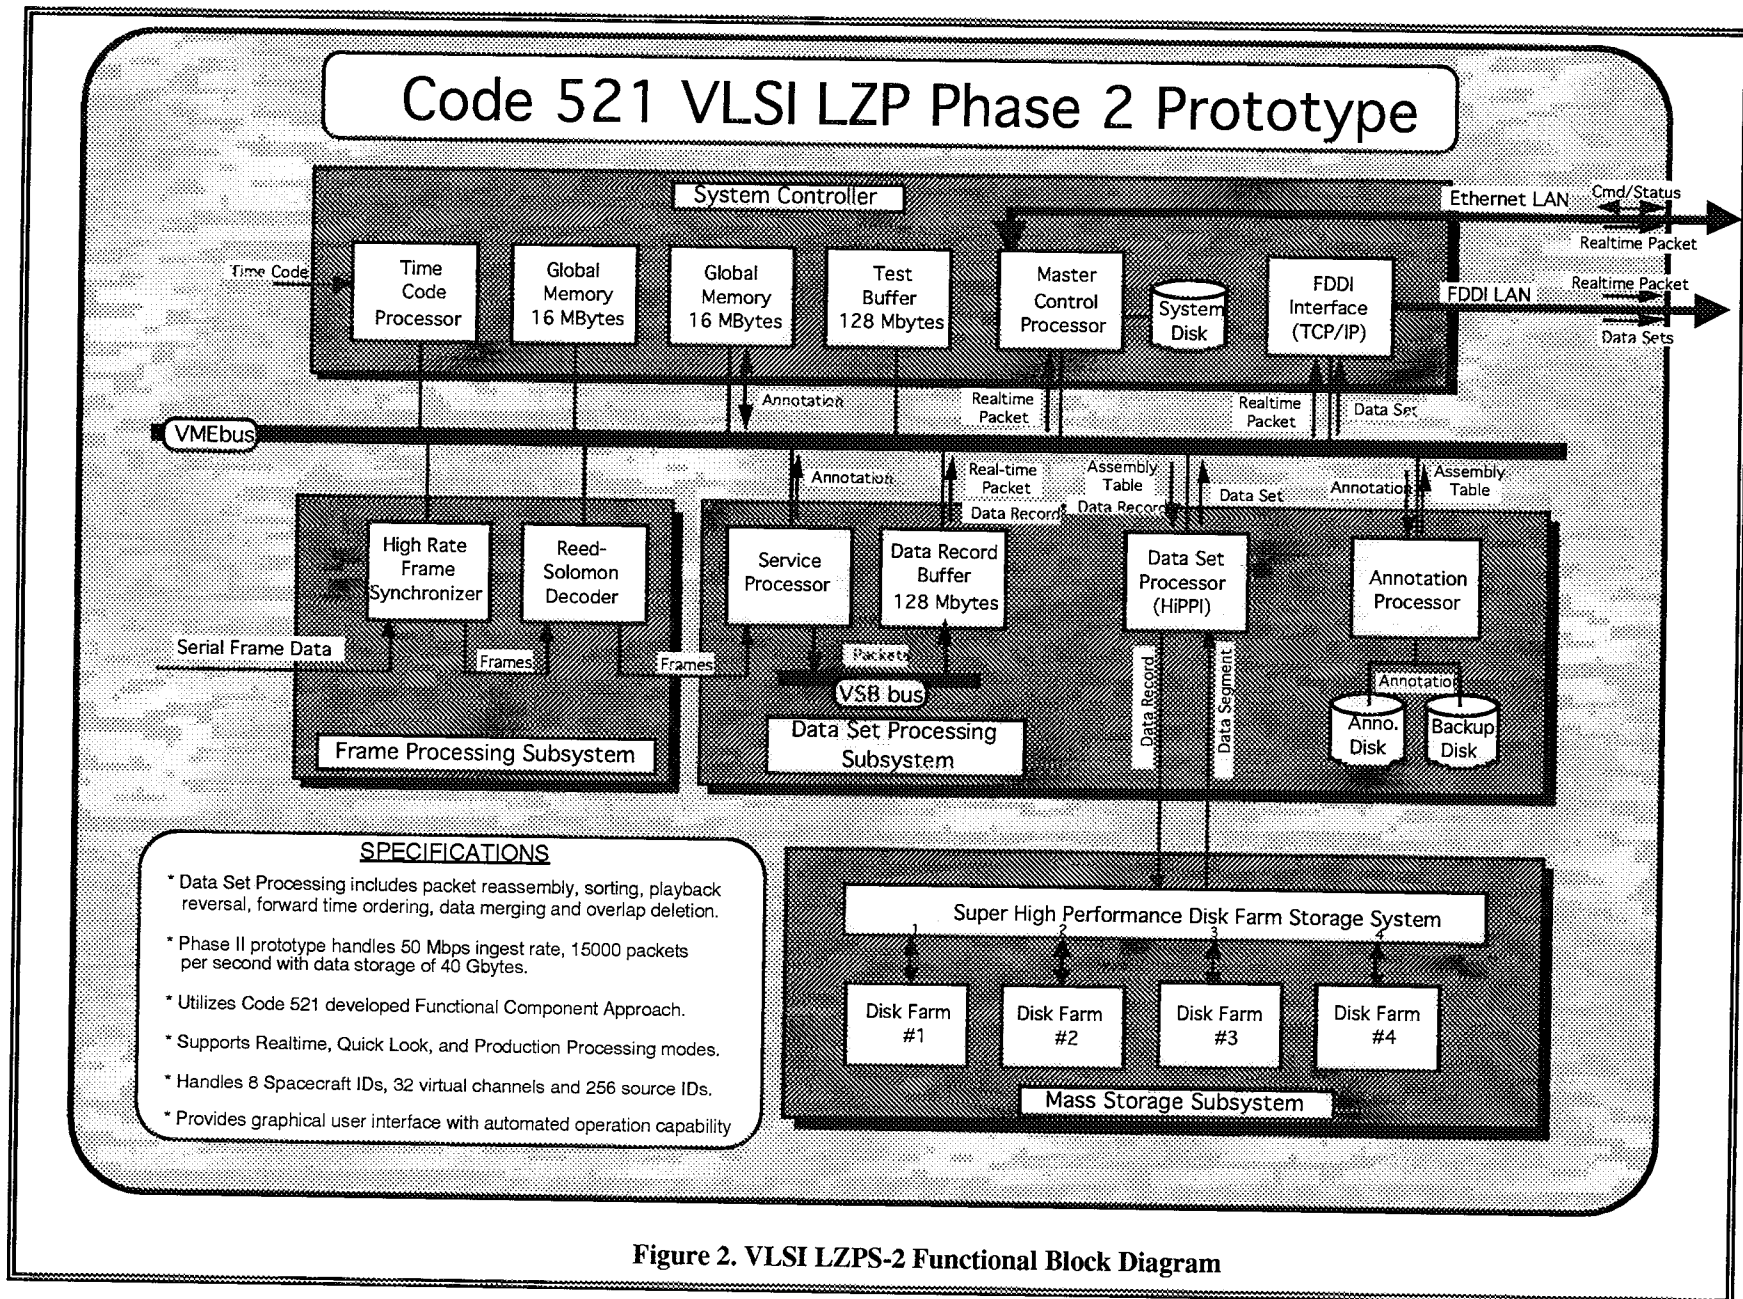 Code 521 VLSI LZP Phase 2 Prototype
System Controller
Ethernet LAN
Cmd/Status
Realtime Packet
Realtime Packet
FDDI LAN
Data Sets
Time Code
Time
Code
Processor
Global
Memory
16 MBytes
Global
Memory
16 MBytes
Test
Buffer
128 Mbytes
Master
Control
Processor
System
Disk
FDDI
Interface
(TCP/IP)
Annotation
Realtime
Packet
Realtime
Packet
Data Set
VMEbus
Annotation
Real-time
Packet
Data Record
Assembly
Table
Data Record
Data Set
Annotation
Assembly
Table
High Rate
Frame
Synchronizer
Reed-
Solomon
Decoder
Service
Processor
Data Record
Buffer
128 Mbytes
Data Set
Processor
(HiPPI)
Annotation
Processor
Serial Frame Data
Frames
Frames
Packets
VSB bus
Data Record
Data Segment
Annotation
Anno.
Disk
Backup
Disk
Frame Processing Subsystem
Data Set Processing
Subsystem
SPECIFICATIONS
* Data Set Processing includes packet reassembly, sorting, playback
reversal, forward time ordering, data merging and overlap deletion.
* Phase II prototype handles 50 Mbps ingest rate, 15000 packets
per second with data storage of 40 Gbytes.
* Utilizes Code 521 developed Functional Component Approach.
* Supports Realtime, Quick Look, and Production Processing modes.
* Handles 8 Spacecraft IDs, 32 virtual channels and 256 source IDs.
* Provides graphical user interface with automated operation capability
Super High Performance Disk Farm Storage System
1
2
3
4
Disk Farm
#1
Disk Farm
#2
Disk Farm
#3
Disk Farm
#4
Mass Storage Subsystem
Figure 2. VLSI LZPS-2 Functional Block Diagram